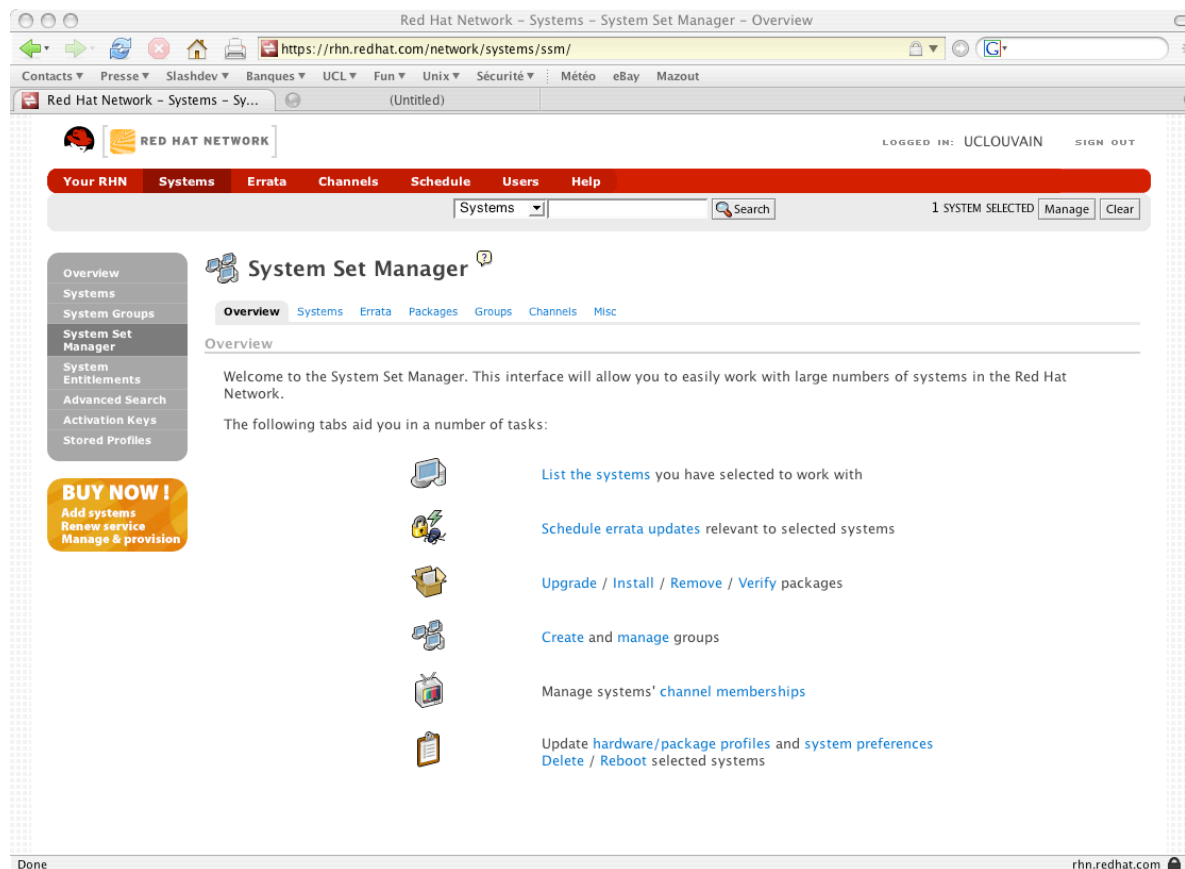 Red Hat Network – Systems – System Set Manager – Overview
https://rhn.redhat.com/network/systems/ssm/
G
Contacts Presse Slashdev Banques UCL Fun Unix Sécurité Météo eBay Mazout
Red Hat Network – Systems – Sy... (Untitled)
RED HAT NETWORK
LOGGED IN: UCLOUVAIN SIGN OUT
Your RHN Systems Errata Channels Schedule Users Help
Systems Search 1 SYSTEM SELECTED Manage Clear
Overview
Systems
System Groups
System Set
Manager
System
Entitlements
Advanced Search
Activation Keys
Stored Profiles
BUY NOW !
Add systems
Renew service
Manage & provision
System Set Manager ?
Overview Systems Errata Packages Groups Channels Misc
Overview
Welcome to the System Set Manager. This interface will allow you to easily work with large numbers of systems in the Red Hat
Network.
The following tabs aid you in a number of tasks:
List the systems you have selected to work with
Schedule errata updates relevant to selected systems
Upgrade / Install / Remove / Verify packages
Create and manage groups
Manage systems' channel memberships
Update hardware/package profiles and system preferences
Delete / Reboot selected systems
Done rhn.redhat.com